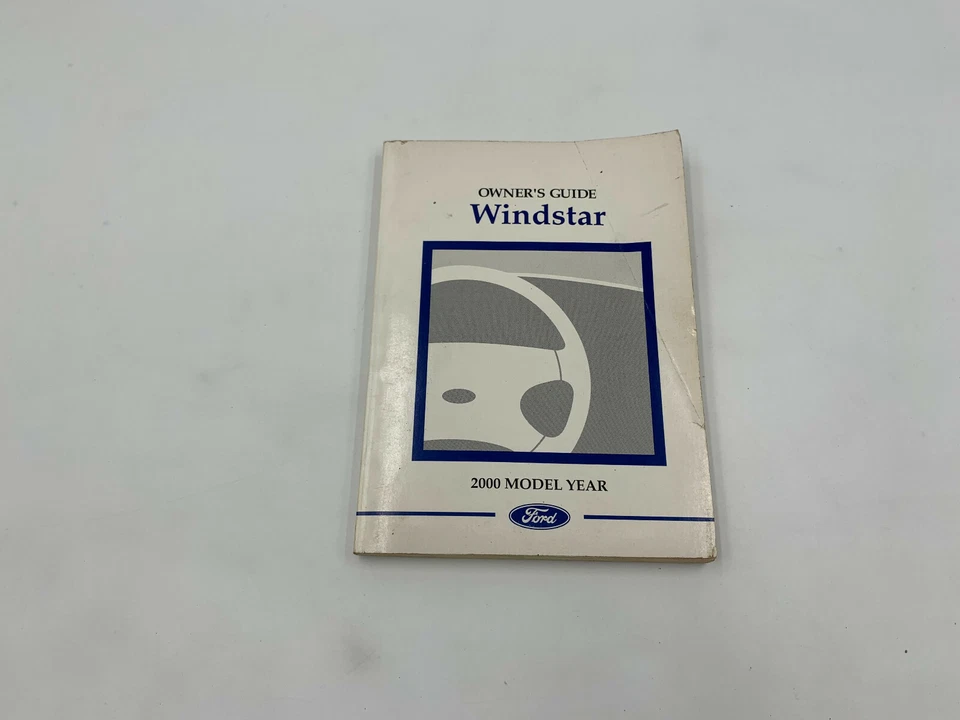 OWNER'S GUIDE
Windstar
2000 MODEL YEAR
Ford